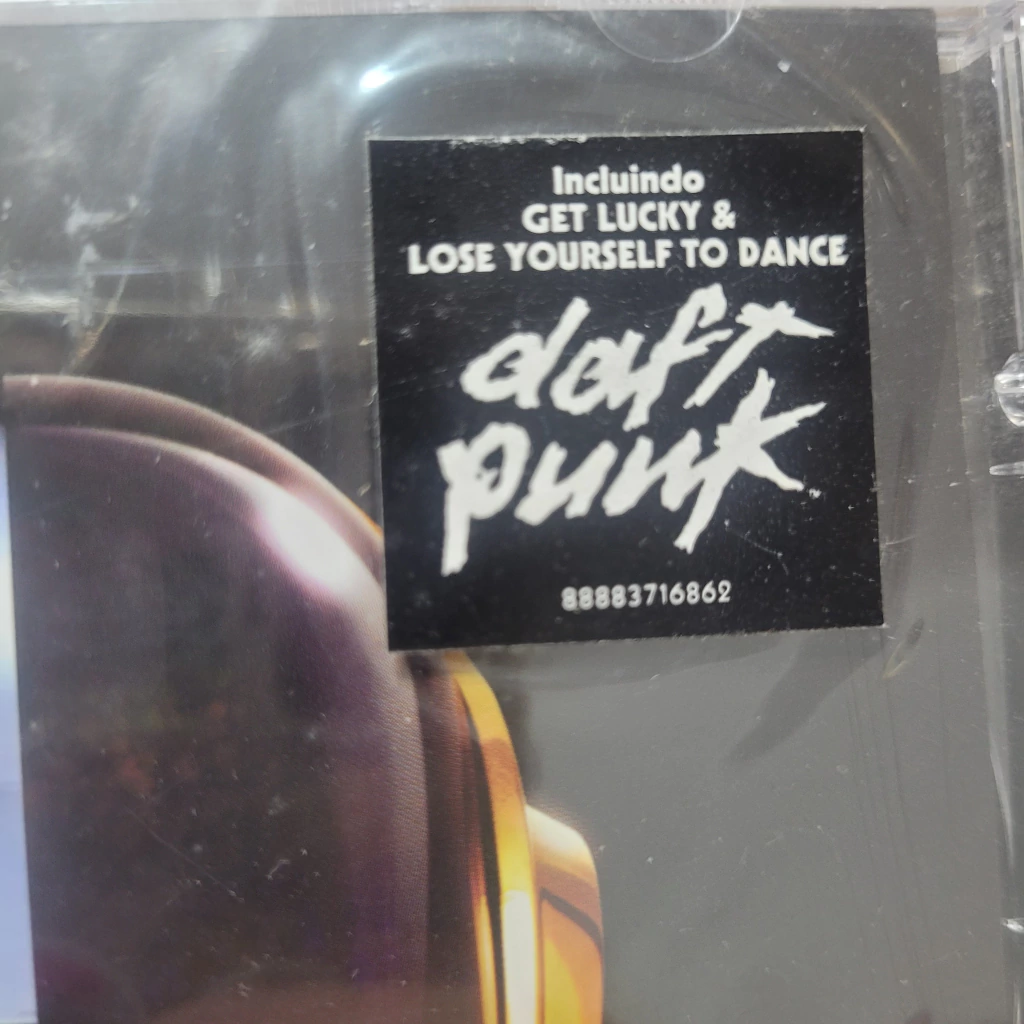 Incluindo
GET LUCKY &
LOSE YOURSELF TO DANCE
daft
punk
88883716862